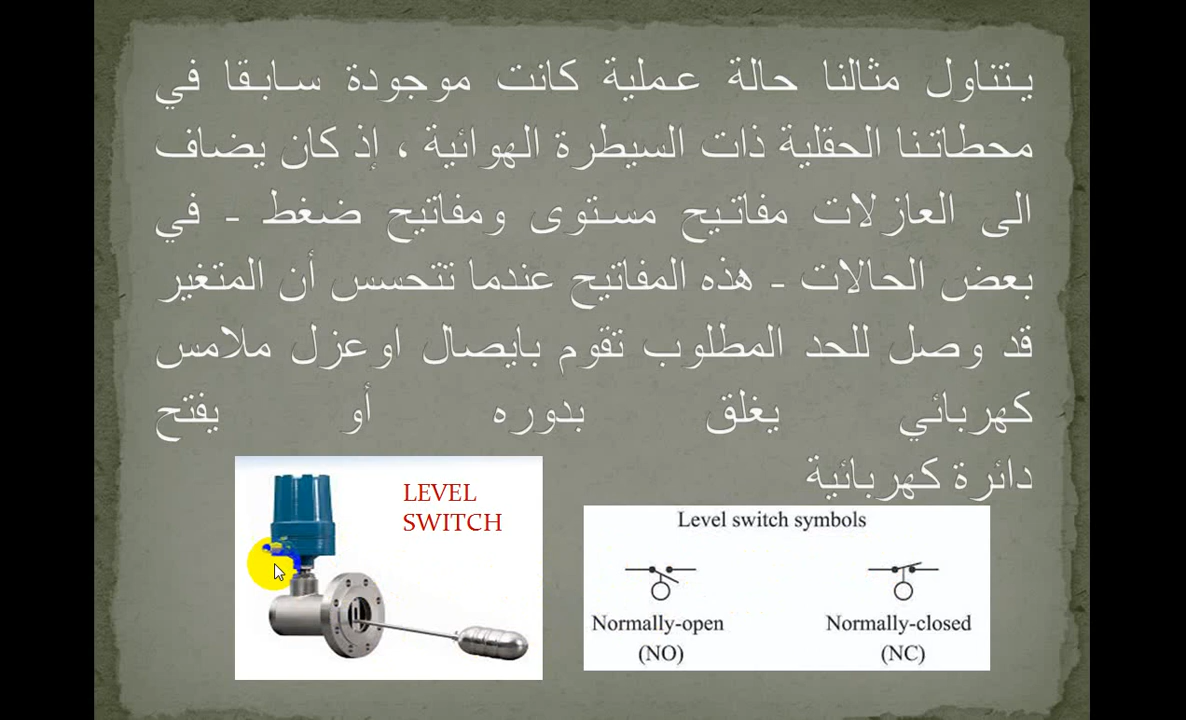 يتناول مثالنا حالة عملية كانت موجودة سابقا في
محطاتنا الحقلية ذات السيطرة الهوائية ، إذ كان يضاف
الى العازلات مفاتيح مستوى ومفاتيح ضغط - في
بعض الحالات - هذه المفاتيح عندما تتحسس أن المتغير
قد وصل للحد المطلوب تقوم بايصال اوعزل ملامس
كهربائي يغلق بدوره أو يفتح
دائرة كهربائية
LEVEL
SWITCH
Level switch symbols
Normally-open
(NO)
Normally-closed
(NC)